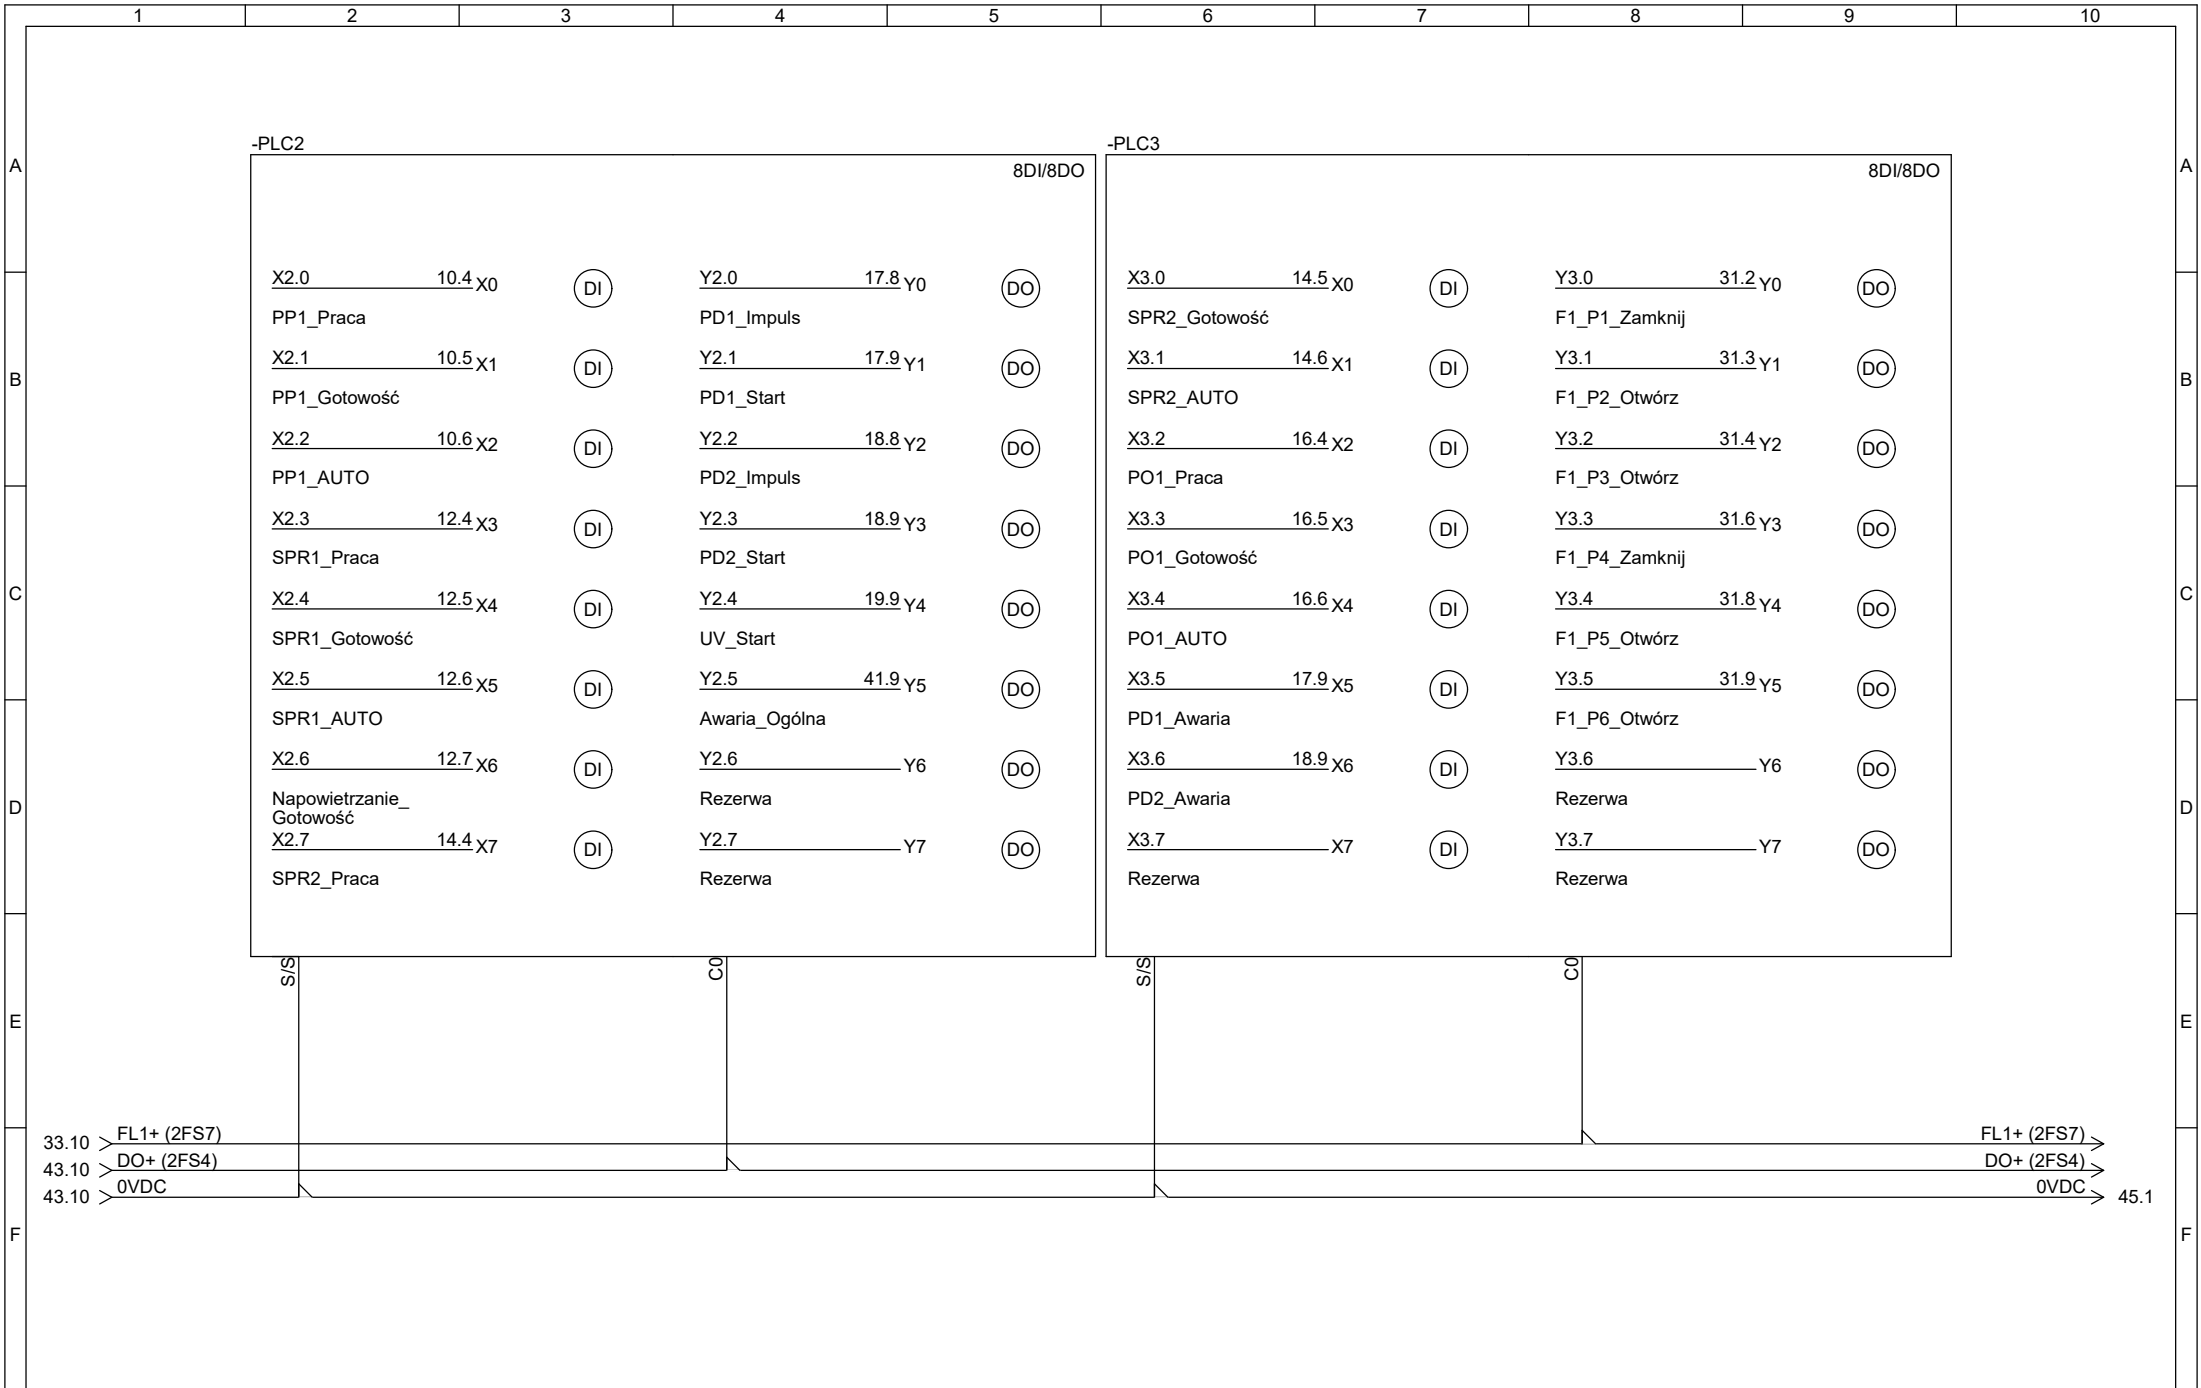 1 2 3 4 5 6 7 8 9 10
-PLC2 -PLC3
A 8DI/8DO 8DI/8DO A
X2.0 10.4 X0 DI Y2.0 17.8 Y0 DO X3.0 14.5 X0 DI Y3.0 31.2 Y0 DO
PP1_Praca PD1_Impuls SPR2_Gotowość F1_P1_Zamknij
X2.1 10.5 X1 DI Y2.1 17.9 Y1 DO X3.1 14.6 X1 DI Y3.1 31.3 Y1 DO
B B
PP1_Gotowość PD1_Start SPR2_AUTO F1_P2_Otwórz
X2.2 10.6 X2 DI Y2.2 18.8 Y2 DO X3.2 16.4 X2 DI Y3.2 31.4 Y2 DO
PP1_AUTO PD2_Impuls PO1_Praca F1_P3_Otwórz
X2.3 12.4 X3 DI Y2.3 18.9 Y3 DO X3.3 16.5 X3 DI Y3.3 31.6 Y3 DO
SPR1_Praca PD2_Start PO1_Gotowość F1_P4_Zamknij
C C
X2.4 12.5 X4 DI Y2.4 19.9 Y4 DO X3.4 16.6 X4 DI Y3.4 31.8 Y4 DO
SPR1_Gotowość UV_Start PO1_AUTO F1_P5_Otwórz
X2.5 12.6 X5 DI Y2.5 41.9 Y5 DO X3.5 17.9 X5 DI Y3.5 31.9 Y5 DO
SPR1_AUTO Awaria_Ogólna PD1_Awaria F1_P6_Otwórz
X2.6 12.7 X6 DI Y2.6 Y6 DO X3.6 18.9 X6 DI Y3.6 Y6 DO
Napowietrzanie_ Rezerwa PD2_Awaria Rezerwa
D D
Gotowość
X2.7 14.4 X7 DI Y2.7 Y7 DO X3.7 X7 DI Y3.7 Y7 DO
SPR2_Praca Rezerwa Rezerwa Rezerwa
S/S C0 S/S C0
E E
33.10 FL1+ (2FS7) FL1+ (2FS7)
43.10 DO+ (2FS4) DO+ (2FS4)
43.10 0VDC 0VDC 45.1
F F